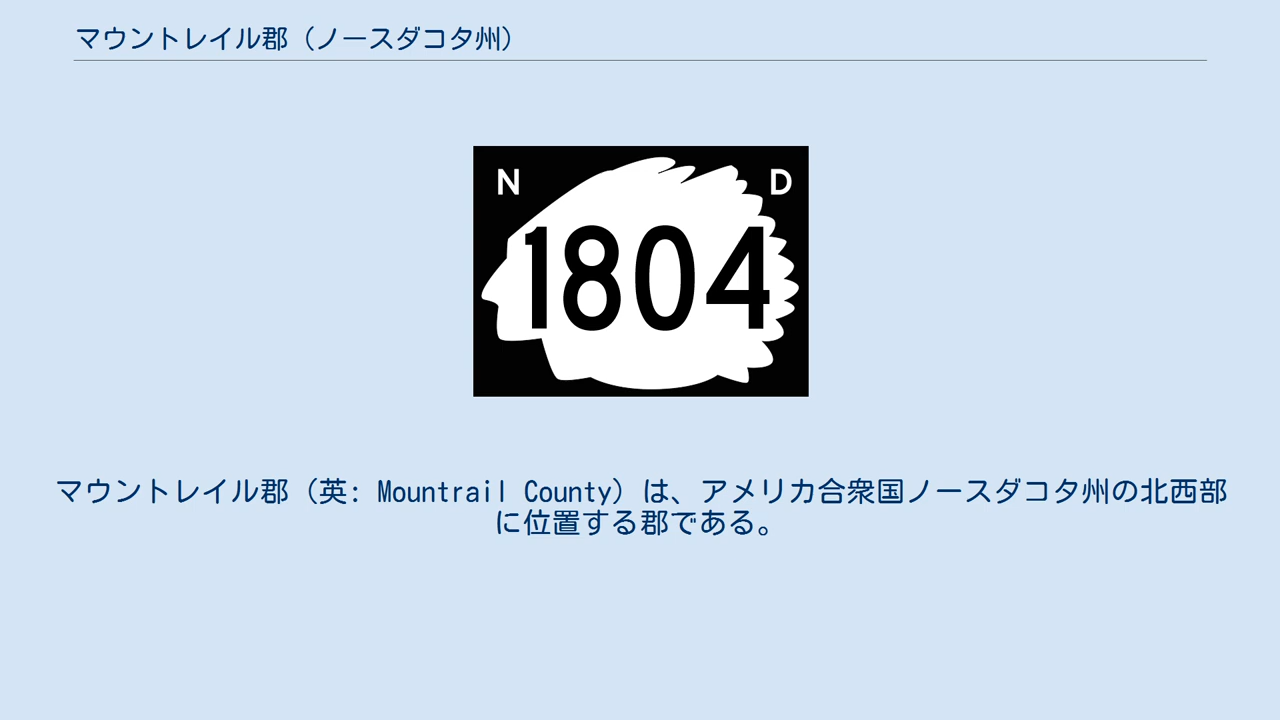 マウントレイル郡（ノースダコタ州）
N D
1804
マウントレイル郡（英: Mountrail County）は、アメリカ合衆国ノースダコタ州の北西部
に位置する郡である。